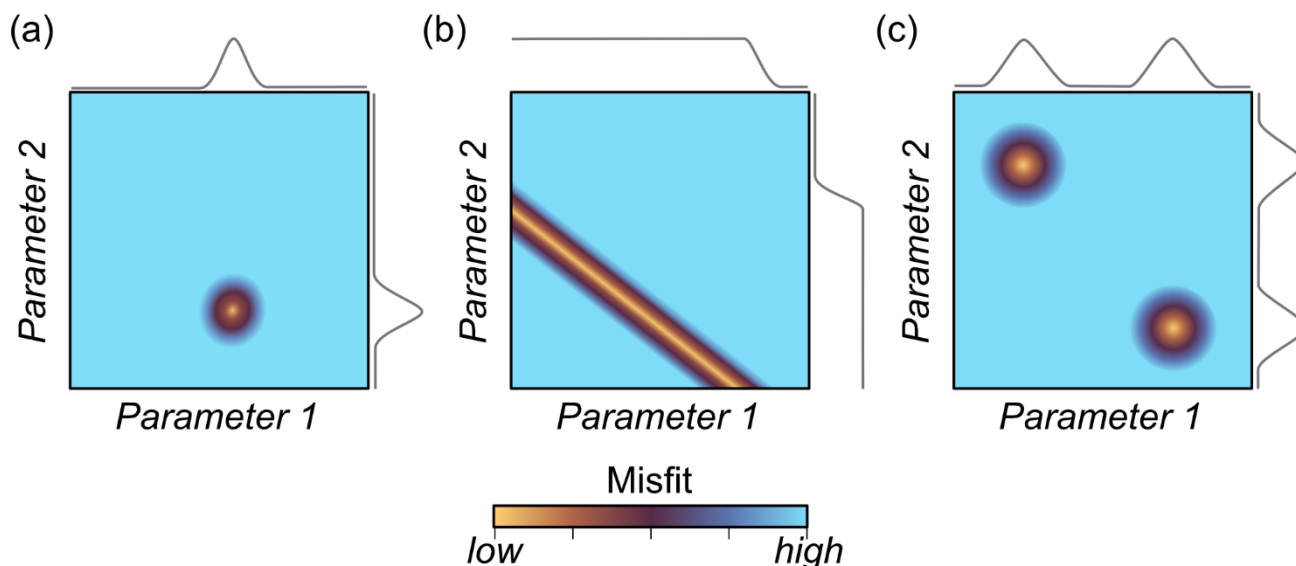 (a)
Parameter 2
Parameter 1
(b)
Parameter 2
Parameter 1
(c)
Parameter 2
Parameter 1
Misfit
low
high